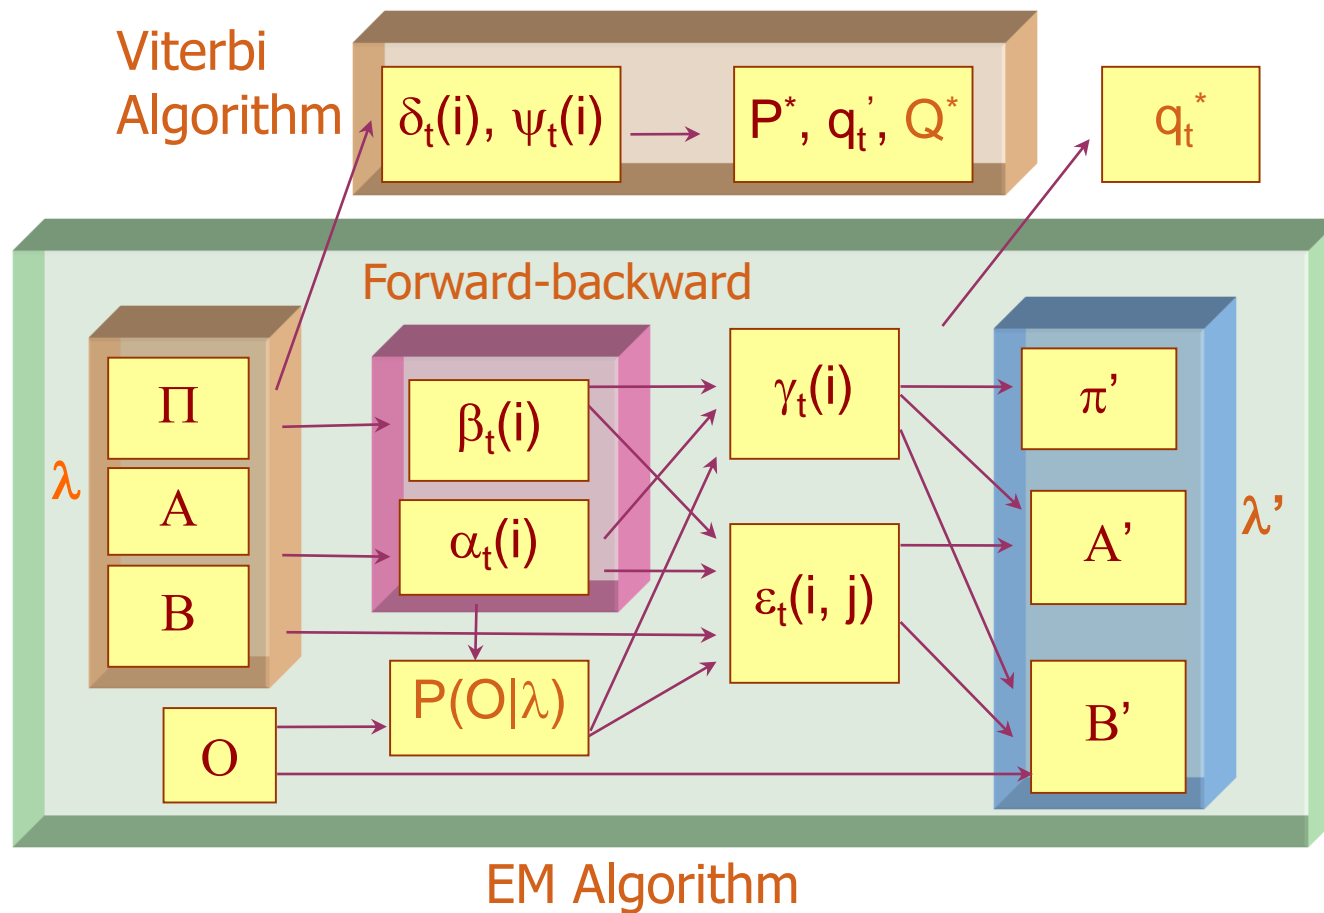 Viterbi
Algorithm
δt(i), ψt(i)
P*, qt’, Q*
qt*
Forward-backward
λ
Π
A
B
O
βt(i)
αt(i)
P(O|λ)
γt(i)
εt(i, j)
π’
A’
B’
λ’
EM Algorithm